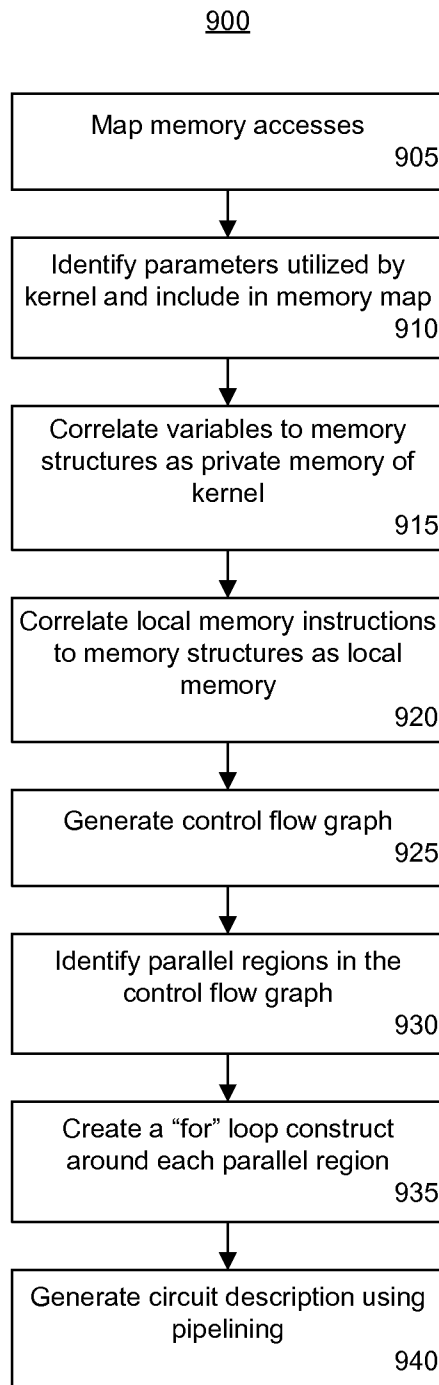 900
Map memory accesses
905
Identify parameters utilized by
kernel and include in memory map
910
Correlate variables to memory
structures as private memory of
kernel
915
Correlate local memory instructions
to memory structures as local
memory
920
Generate control flow graph
925
Identify parallel regions in the
control flow graph
930
Create a “for” loop construct
around each parallel region
935
Generate circuit description using
pipelining
940